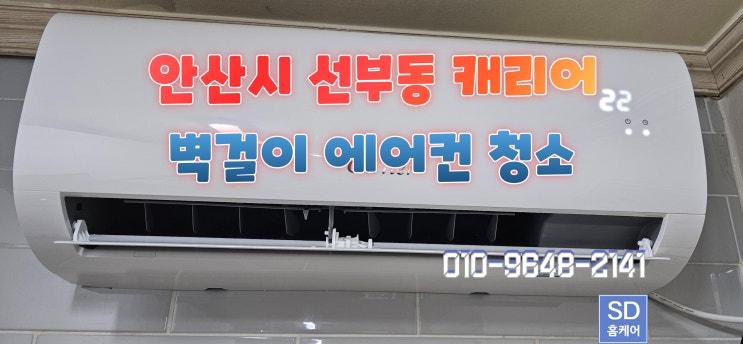 안산시 선부동 캐리어
22
벽걸이 에어컨 청소
010-9648-2141
SD
홈케어